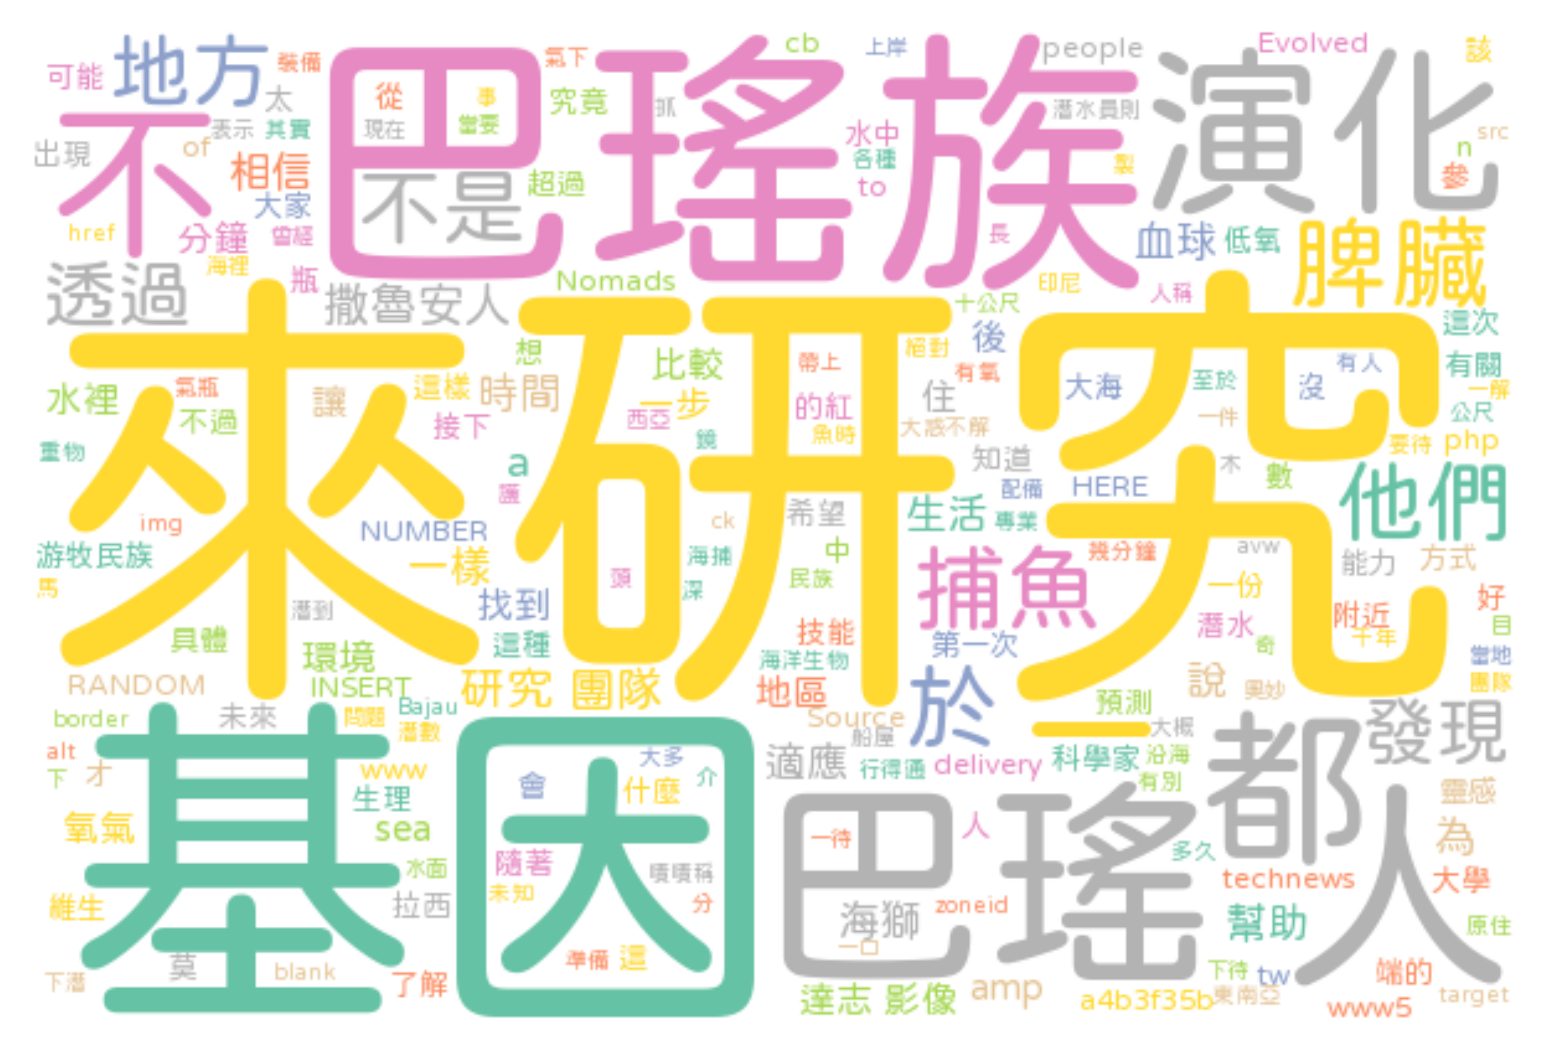 可能
地方
裝備
巴瑤族
氣下
cb
上岸
people
Evolved
演化
該
不
太
從
事
究竟
抓
潛水員則
src
表示
其實
現在
當要
水中
n
出現
of
相信
不是
超過
各種
to
製
參
大家
href
分鐘
曾經
長
血球
低氧
脾臟
海裡
透過
瓶
撒魯安人
Nomads
印尼
人稱
十公尺
這次
來研究
想
比較
帶上
絕對
後
有人
有關
水裡
氣瓶
讓
這樣
時間
一步
的紅
有氧
住
大海
至於
沒
一解
不過
接下
西亞
鏡
魚時
大惑不解
一件
公尺
要待
php
重物
a
知道
木
數
他們
匯
配備
HERE
img
NUMBER
ck
希望
生活
專業
游牧民族
一樣
海捕
中
幾分鐘
avw
能力
方式
馬
頭
深
民族
捕魚
一份
潛到
找到
附近
好
具體
這種
技能
第一次
潛水
奇
千年
目
環境
海洋生物
當地
RANDOM
INSERT
研究
團隊
地區
於
說
奧妙
團隊
border
未來
問題
Bajau
潛數
Source
船屋
一
預測
大概
發現
alt
下
才
www
大多
介
適應
行得通
delivery
科學家
沿海
有別
都
基因
會
什麼
生理
靈感
氧氣
sea
巴瑤
一待
人
多久
人
為
水面
隨著
嘖嘖稱
technews
大學
維生
拉西
未知
分
海獅
zoneid
幫助
原住
一口
莫
準備
這
下潛
blank
了解
下待
tw
端的
達志
影像
amp
a4b3f35b
東南亞
www5
target